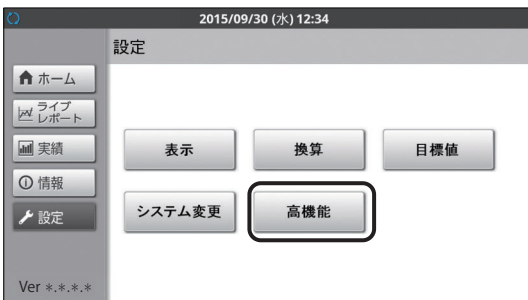 2015/09/30 (水) 12:34
設定
ホーム
ライブ
レポート
実績
情報
設定
表示
換算
目標値
システム変更
高機能
Ver *.*.*.*